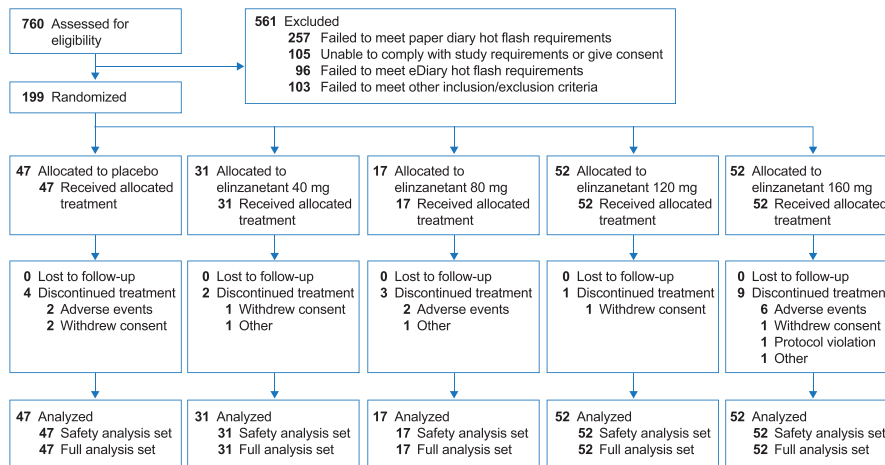 760 Assessed for
eligibility
561 Excluded
257 Failed to meet paper diary hot flash requirements
105 Unable to comply with study requirements or give consent
96 Failed to meet eDiary hot flash requirements
103 Failed to meet other inclusion/exclusion criteria
199 Randomized
47 Allocated to placebo
47 Received allocated
treatment
31 Allocated to
elinzanetant 40 mg
31 Received allocated
treatment
17 Allocated to
elinzanetant 80 mg
17 Received allocated
treatment
52 Allocated to
elinzanetant 120 mg
52 Received allocated
treatment
52 Allocated to
elinzanetant 160 mg
52 Received allocated
treatment
0 Lost to follow-up
4 Discontinued treatment
2 Adverse events
2 Withdrew consent
0 Lost to follow-up
2 Discontinued treatment
1 Withdrew consent
1 Other
0 Lost to follow-up
3 Discontinued treatment
2 Adverse events
1 Other
0 Lost to follow-up
1 Discontinued treatment
1 Withdrew consent
0 Lost to follow-up
9 Discontinued treatment
6 Adverse events
1 Withdrew consent
1 Protocol violation
1 Other
47 Analyzed
47 Safety analysis set
47 Full analysis set
31 Analyzed
31 Safety analysis set
31 Full analysis set
17 Analyzed
17 Safety analysis set
17 Full analysis set
52 Analyzed
52 Safety analysis set
52 Full analysis set
52 Analyzed
52 Safety analysis set
52 Full analysis set